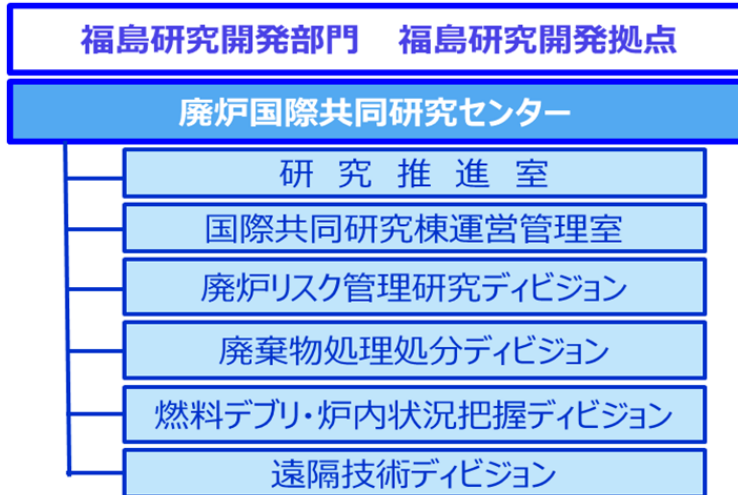 福島研究開発部門　福島研究開発拠点
廃炉国際共同研究センター
研　究　推　進　室
国際共同研究棟運営管理室
廃炉リスク管理研究ディビジョン
廃棄物処理処分ディビジョン
燃料デブリ・炉内状況把握ディビジョン
遠隔技術ディビジョン